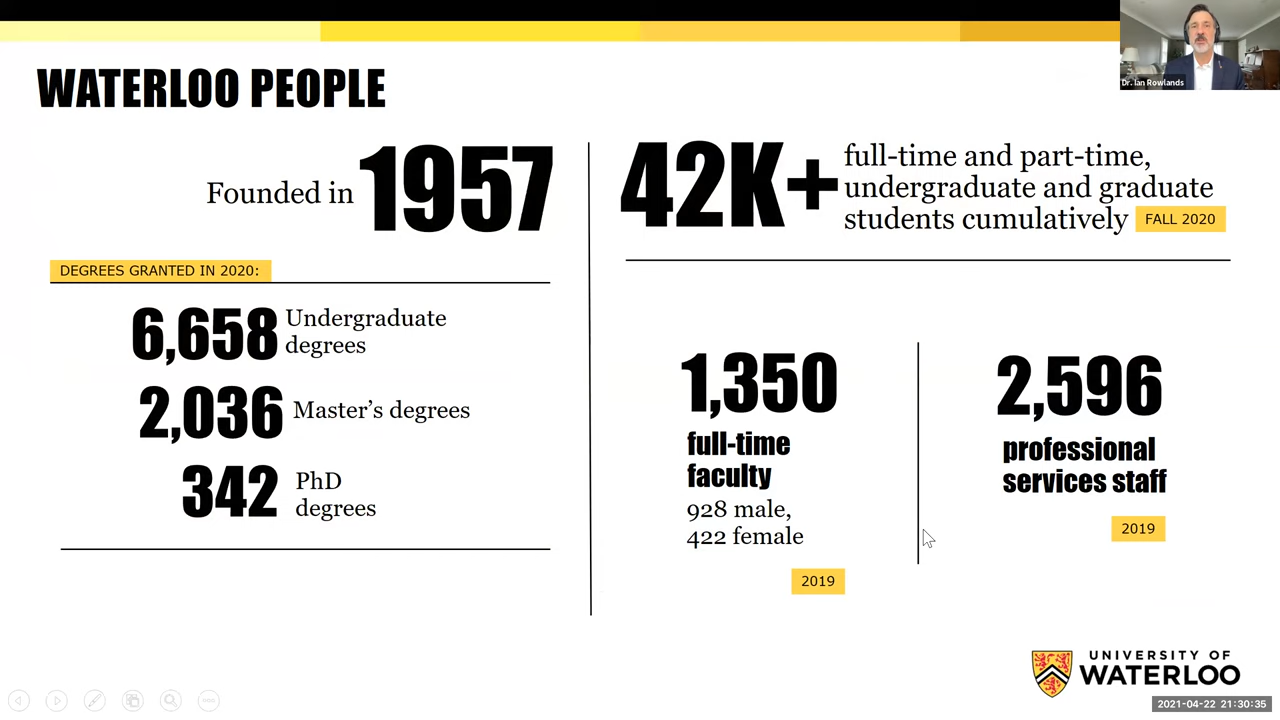 WATERLOO PEOPLE
Dr. Ian Rowlands
Founded in 1957
DEGREES GRANTED IN 2020:
6,658 Undergraduate
degrees
2,036 Master's degrees
342 PhD
degrees
42K+ full-time and part-time,
undergraduate and graduate
students cumulatively FALL 2020
1,350
full-time
faculty
928 male,
422 female
2019
2,596
professional
services staff
2019
UNIVERSITY OF
WATERLOO
2021-04-22 21:30:35